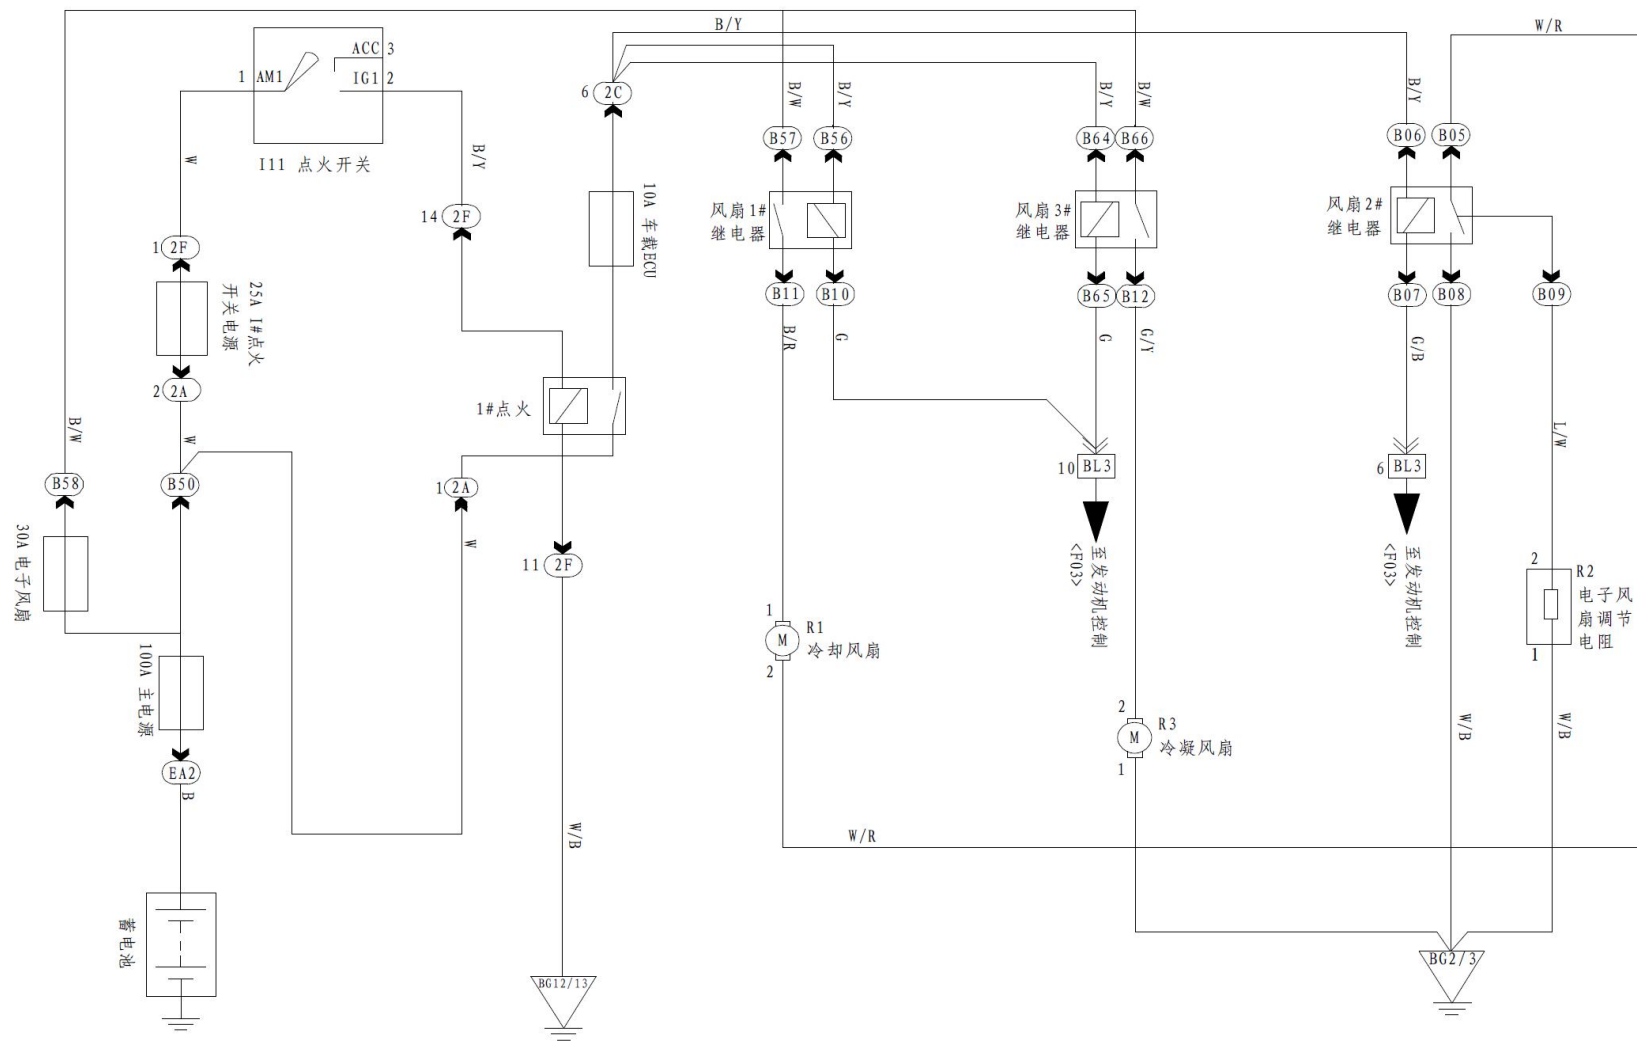 B/Y
W/R
ACC 3
1 AM1
IG1 2
I11 点火开关
W
B/Y
6 2C
B/W
B/Y
B/Y
B/W
B/Y
B57
B56
B64
B66
B06
B05
14 2F
1 2F
10A 车载ECU
风扇1#
继电器
风扇3#
继电器
风扇2#
继电器
25A I#点火
开关电源
B11
B10
B65
B12
B07
B08
B09
B/R
G
G
G/Y
G/B
2 2A
1#点火
B/W
W
L/W
B58
B50
1 2A
10 BL3
6 BL3
W
30A 电子风扇
11 2F
至发动机控制
<F03>
至发动机控制
<F03>
2
R2
电子风
扇调节
电阻
1
1
M
R1
冷却风扇
2
100A 主电源
2
M
R3
冷凝风扇
1
W/B
W/B
EA2
B
W/B
W/R
蓄电池
BG12/13
BG2/3